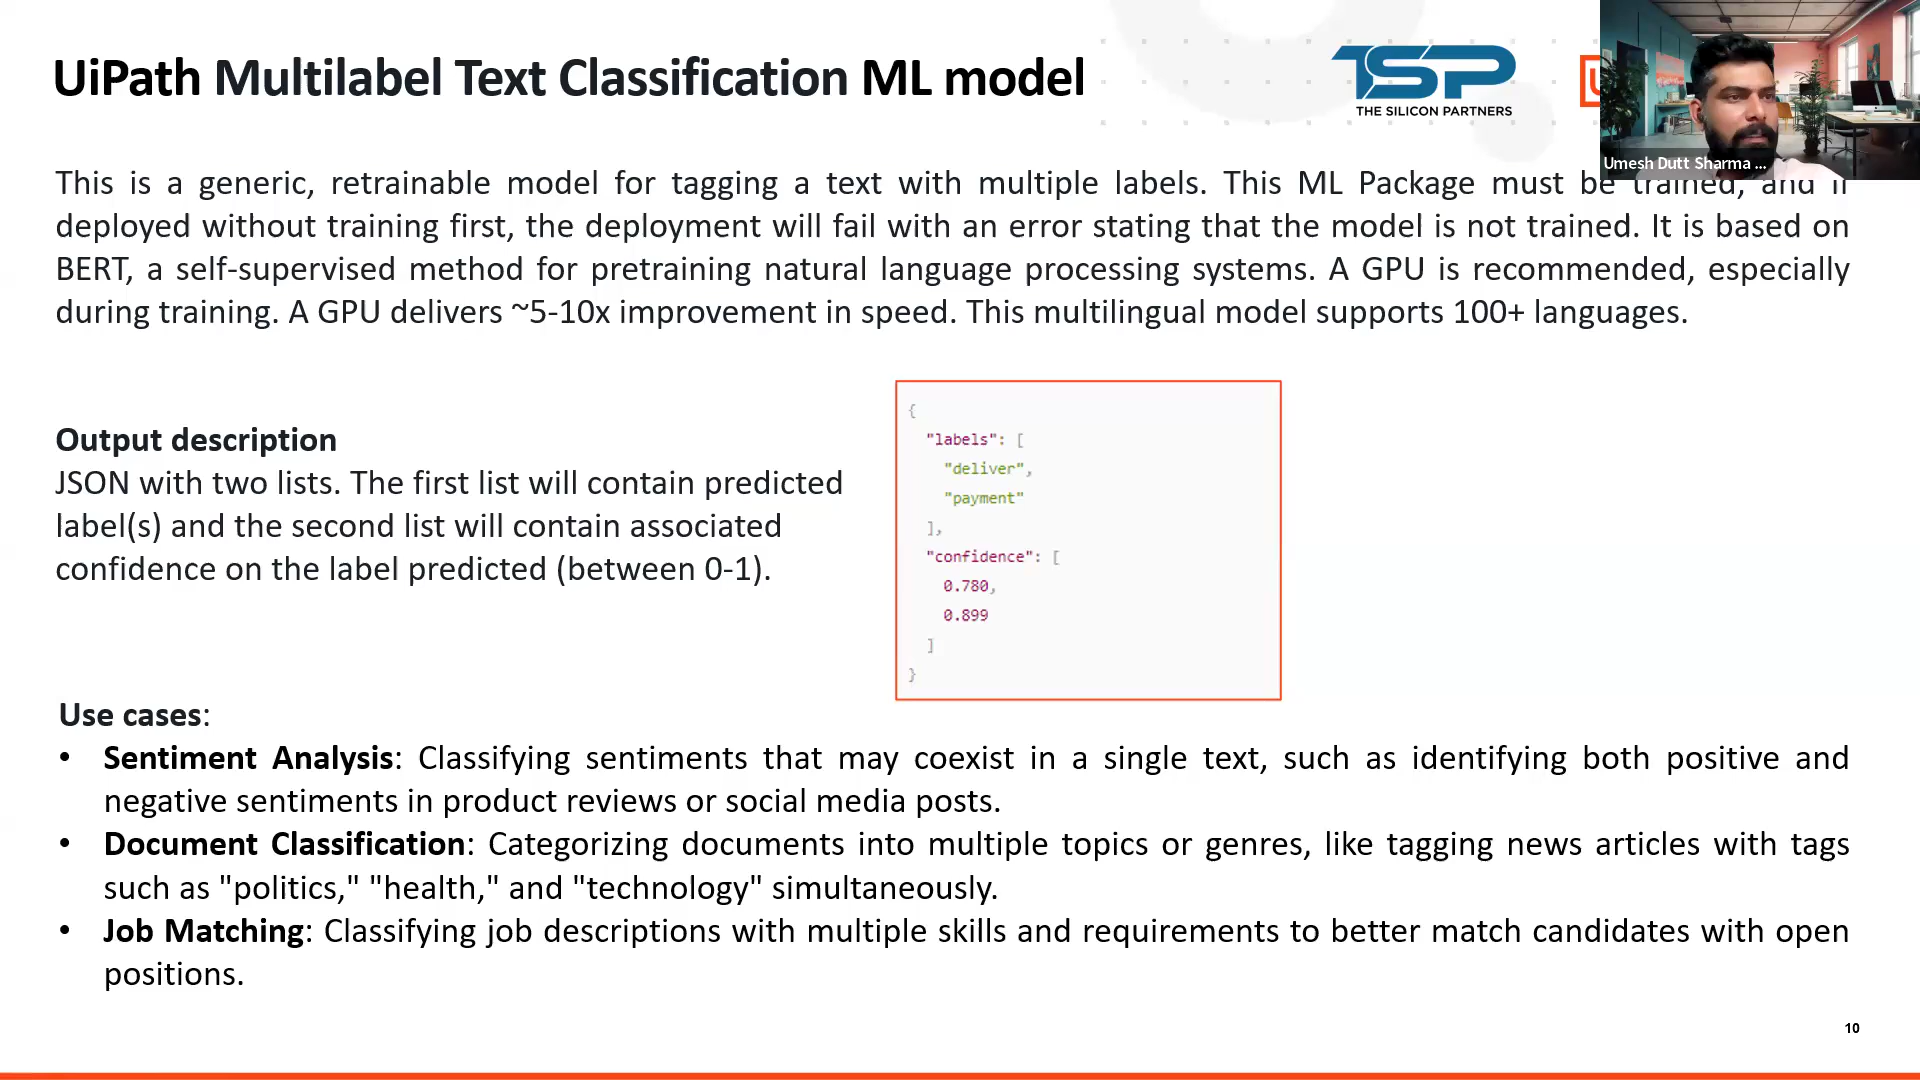 UiPath Multilabel Text Classification ML model
TSP
THE SILICON PARTNERS
Umesh Dutt Sharma ...
This is a generic, retrainable model for tagging a text with multiple labels. This ML Package must be trained, and if
deployed without training first, the deployment will fail with an error stating that the model is not trained. It is based on
BERT, a self-supervised method for pretraining natural language processing systems. A GPU is recommended, especially
during training. A GPU delivers ~5-10x improvement in speed. This multilingual model supports 100+ languages.
Output description
JSON with two lists. The first list will contain predicted
label(s) and the second list will contain associated
confidence on the label predicted (between 0-1).
{
"labels": [
"deliver",
"payment"
],
"confidence": [
0.780,
0.899
]
}
Use cases:
• Sentiment Analysis: Classifying sentiments that may coexist in a single text, such as identifying both positive and
negative sentiments in product reviews or social media posts.
• Document Classification: Categorizing documents into multiple topics or genres, like tagging news articles with tags
such as "politics," "health," and "technology" simultaneously.
• Job Matching: Classifying job descriptions with multiple skills and requirements to better match candidates with open
positions.
10